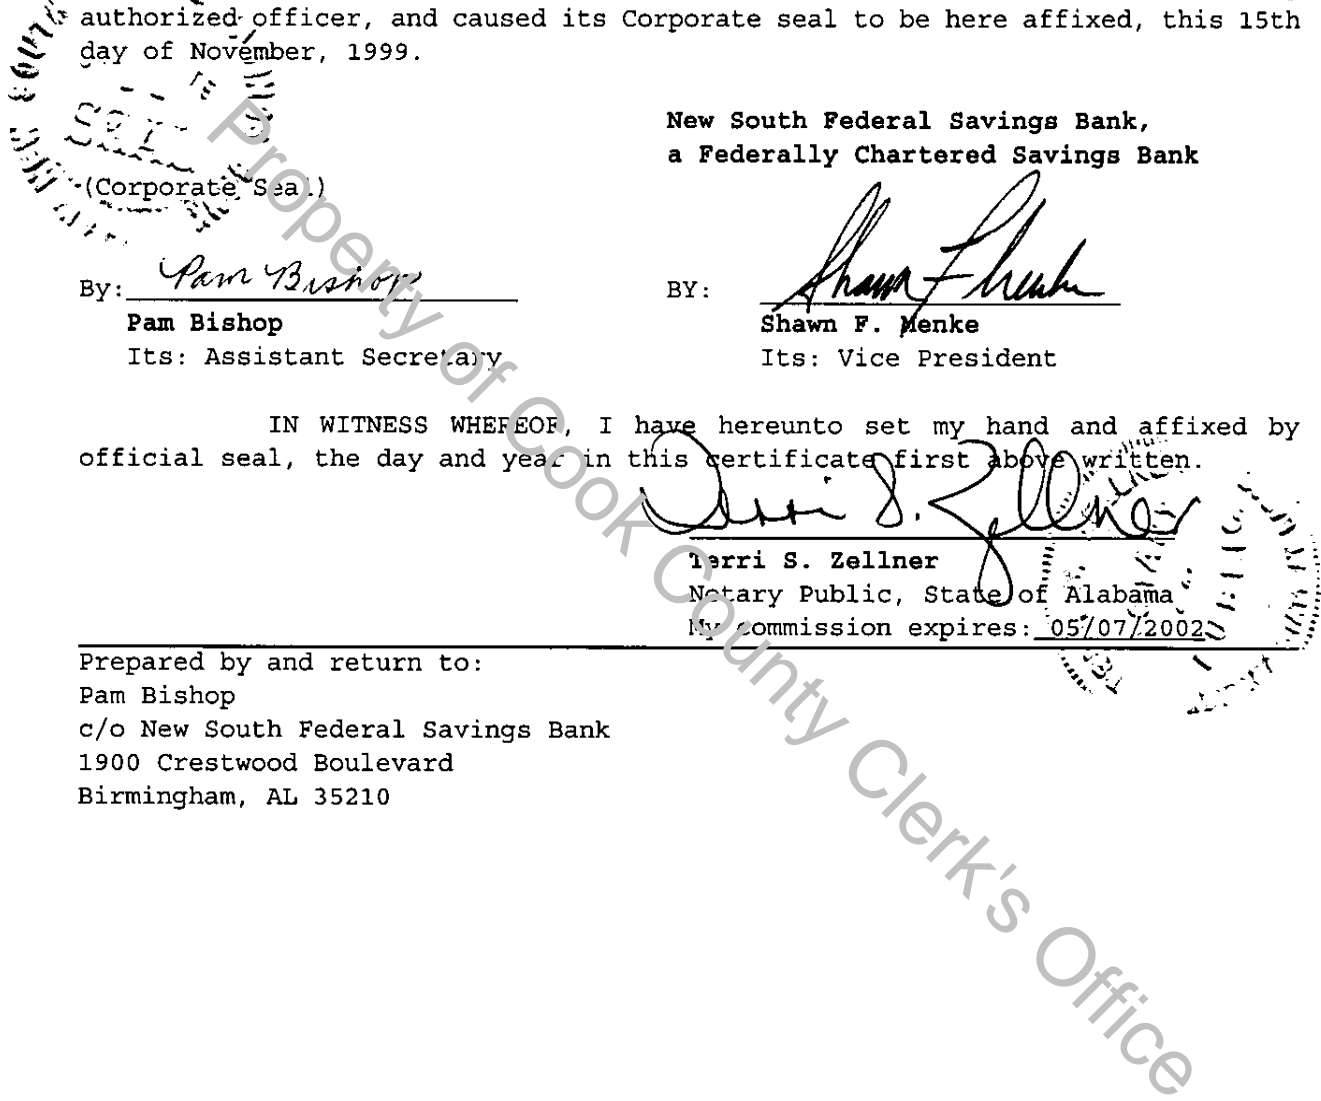 authorized officer, and caused its Corporate seal to be here affixed, this 15th
day of November, 1999.
New South Federal Savings Bank,
a Federally Chartered Savings Bank
(Corporate Seal)
By: Pam Bishop
BY: Shawn F Menke
Pam Bishop
Its: Assistant Secretary
Shawn F. Menke
Its: Vice President
IN WITNESS WHEREOF, I have hereunto set my hand and affixed by
official seal, the day and year in this certificate first above written.
Terri S. Zellner
Terri S. Zellner
Notary Public, State of Alabama
My commission expires: 05/07/2002
Prepared by and return to:
Pam Bishop
c/o New South Federal Savings Bank
1900 Crestwood Boulevard
Birmingham, AL 35210
Property of Cook County Clerk's Office